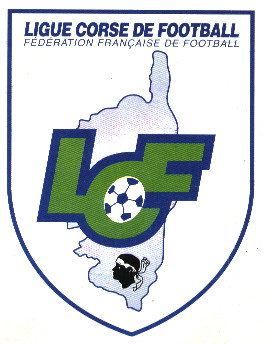 LIGUE CORSE DE FOOTBALL
FÉDÉRATION FRANÇAISE DE FOOTBALL
LCF